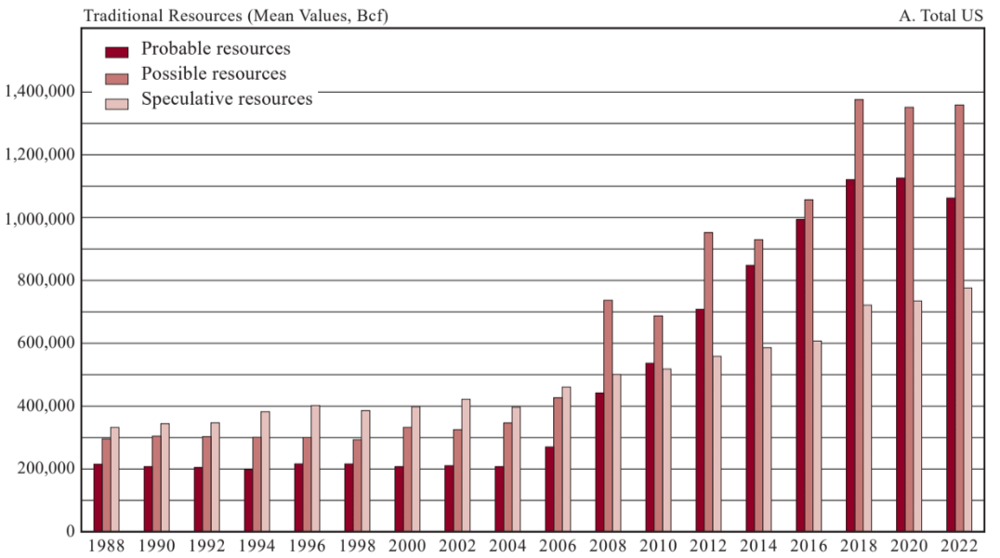 Traditional Resources (Mean Values, Bcf) A. Total US
Probable resources
Possible resources
Speculative resources
1,400,000
1,200,000
1,000,000
800,000
600,000
400,000
200,000
0
1988 1990 1992 1994 1996 1998 2000 2002 2004 2006 2008 2010 2012 2014 2016 2018 2020 2022